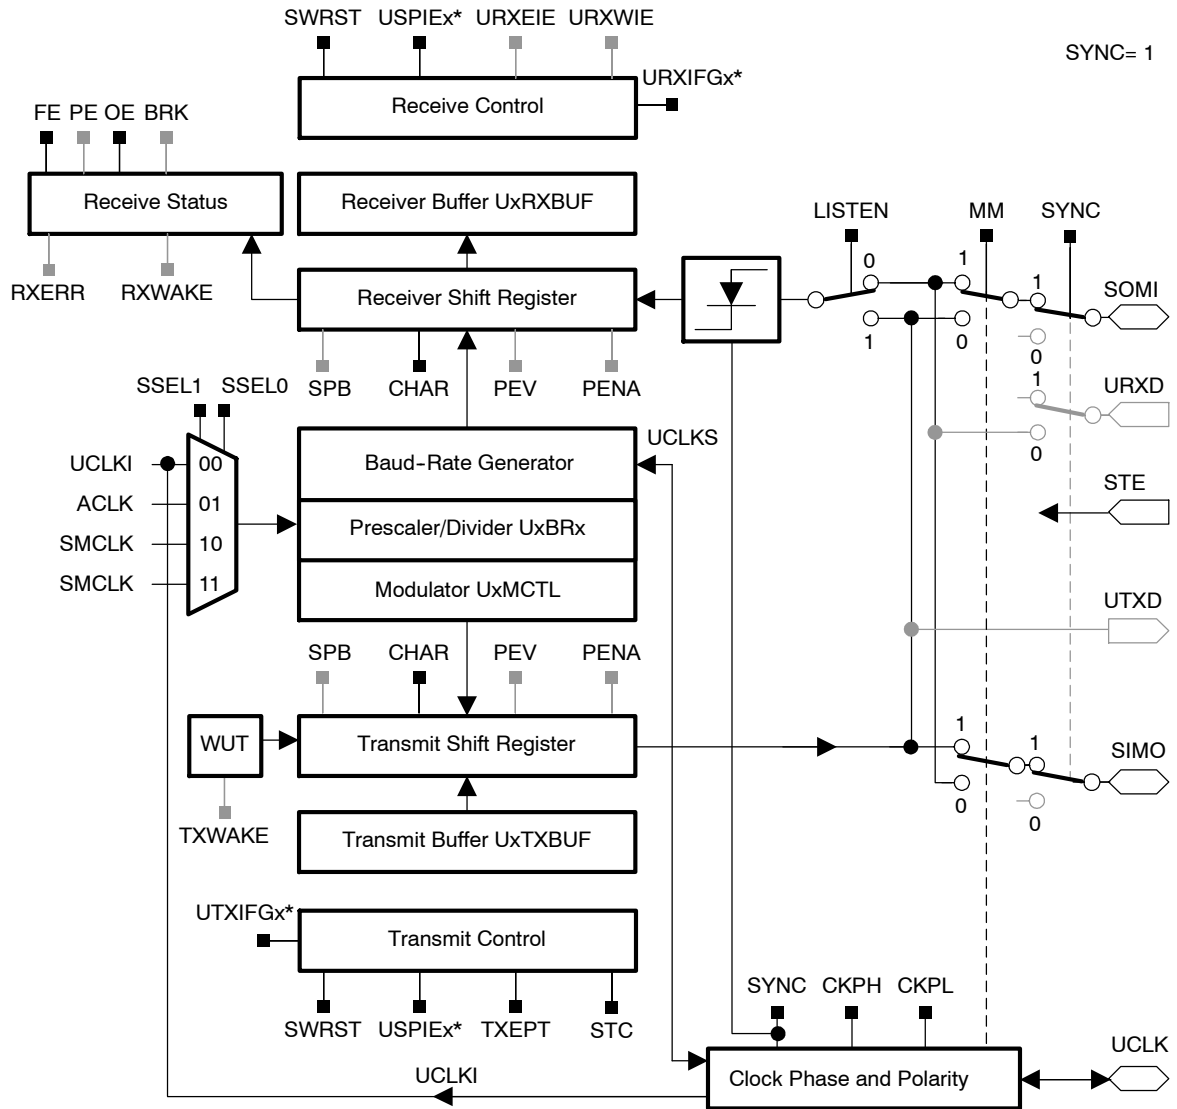 SWRST USPIEx* URXEIE URXWIE
SYNC= 1
URXIFGx*
Receive Control
FE PE OE BRK
Receive Status
Receiver Buffer UxRXBUF
LISTEN MM SYNC
0 1 1
SOMI
RXERR RXWAKE
Receiver Shift Register
1 0 0
SPB CHAR PEV PENA
SSEL1 SSEL0
1
URXD
UCLKS
0
UCLKI 00
Baud-Rate Generator
ACLK 01
STE
Prescaler/Divider UxBRx
SMCLK 10
SMCLK 11
Modulator UxMCTL
UTXD
SPB CHAR PEV PENA
WUT
Transmit Shift Register
1 1
SIMO
0 0
TXWAKE
Transmit Buffer UxTXBUF
UTXIFGx*
Transmit Control
SYNC CKPH CKPL
SWRST USPIEx* TXEPT STC
UCLK
UCLKI
Clock Phase and Polarity